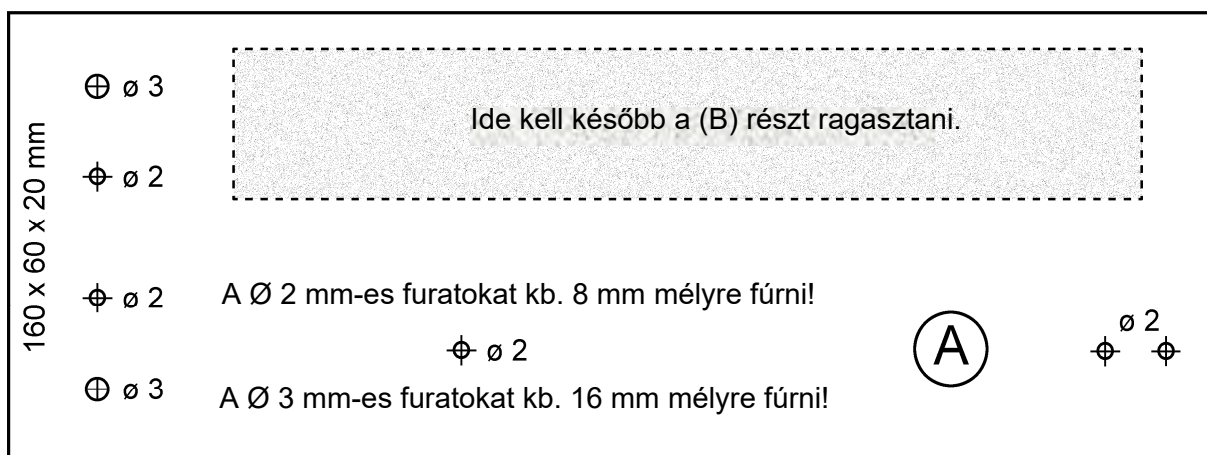 160 x 60 x 20 mm
ø 3
Ide kell később a (B) részt ragasztani.
ø 2
ø 2
A Ø 2 mm-es furatokat kb. 8 mm mélyre fúrni!
ø 2
A
ø 2
ø 3
A Ø 3 mm-es furatokat kb. 16 mm mélyre fúrni!